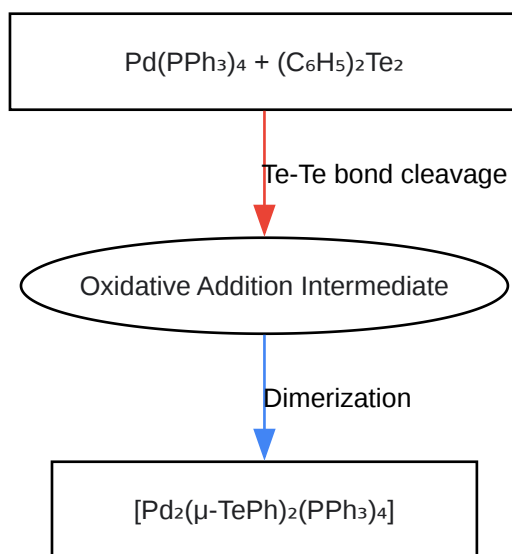 Pd(PPh₃)₄ + (C₆H₅)₂Te₂
Te-Te bond cleavage
Oxidative Addition Intermediate
Dimerization
[Pd₂(μ-TePh)₂(PPh₃)₄]